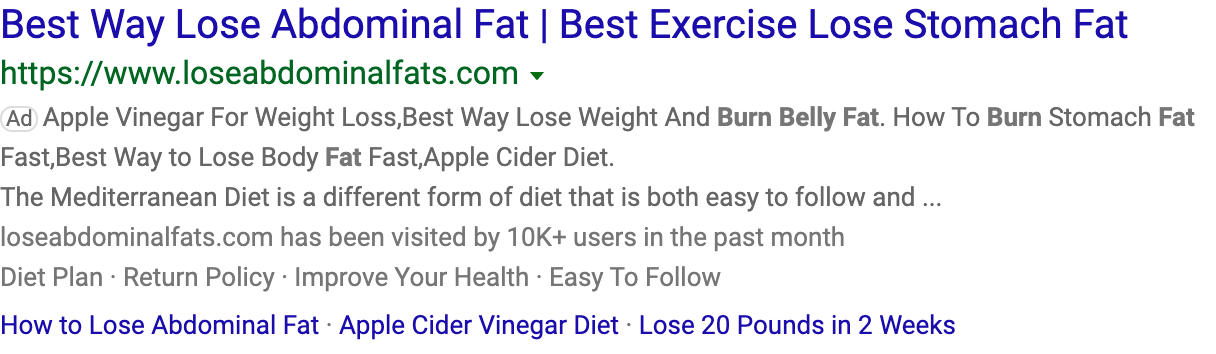 Best Way Lose Abdominal Fat | Best Exercise Lose Stomach Fat
https://www.loseabdominalfats.com
Ad Apple Vinegar For Weight Loss,Best Way Lose Weight And Burn Belly Fat. How To Burn Stomach Fat
Fast,Best Way to Lose Body Fat Fast,Apple Cider Diet.
The Mediterranean Diet is a different form of diet that is both easy to follow and ...
loseabdominalfats.com has been visited by 10K+ users in the past month
Diet Plan · Return Policy · Improve Your Health · Easy To Follow
How to Lose Abdominal Fat · Apple Cider Vinegar Diet · Lose 20 Pounds in 2 Weeks